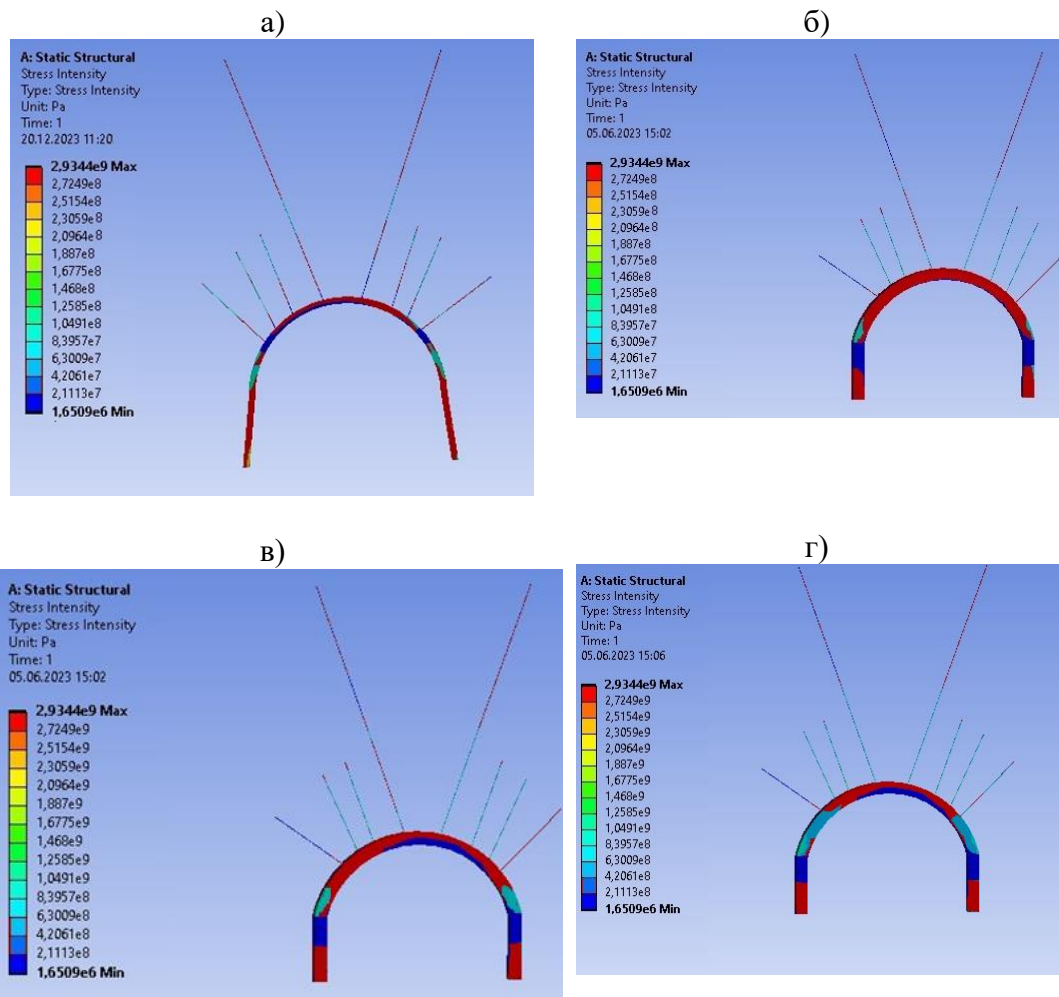 а)
A: Static Structural
Stress Intensity
Type: Stress Intensity
Unit: Pa
Time: 1
20.12.2023 11:20
2,9344e9 Max
2,7249e8
2,5154e8
2,3059e8
2,0964e8
1,887e8
1,6775e8
1,468e8
1,2585e8
1,0491e8
8,3957e7
6,3009e7
4,2061e7
2,1113e7
1,6509e6 Min
б)
A: Static Structural
Stress Intensity
Type: Stress Intensity
Unit: Pa
Time: 1
05.06.2023 15:02
2,9344e9 Max
2,7249e8
2,5154e8
2,3059e8
2,0964e8
1,887e8
1,6775e8
1,468e8
1,2585e8
1,0491e8
8,3957e7
6,3009e7
4,2061e7
2,1113e7
1,6509e6 Min
в)
A: Static Structural
Stress Intensity
Type: Stress Intensity
Unit: Pa
Time: 1
05.06.2023 15:02
2,9344e9 Max
2,7249e9
2,5154e9
2,3059e9
2,0964e9
1,887e9
1,6775e9
1,468e9
1,2585e9
1,0491e9
8,3957e8
6,3009e8
4,2061e8
2,1113e8
1,6509e6 Min
г)
A: Static Structural
Stress Intensity
Type: Stress Intensity
Unit: Pa
Time: 1
05.06.2023 15:06
2,9344e9 Max
2,7249e9
2,5154e9
2,3059e9
2,0964e9
1,887e9
1,6775e9
1,468e9
1,2585e9
1,0491e9
8,3957e8
6,3009e8
4,2061e8
2,1113e8
1,6509e6 Min